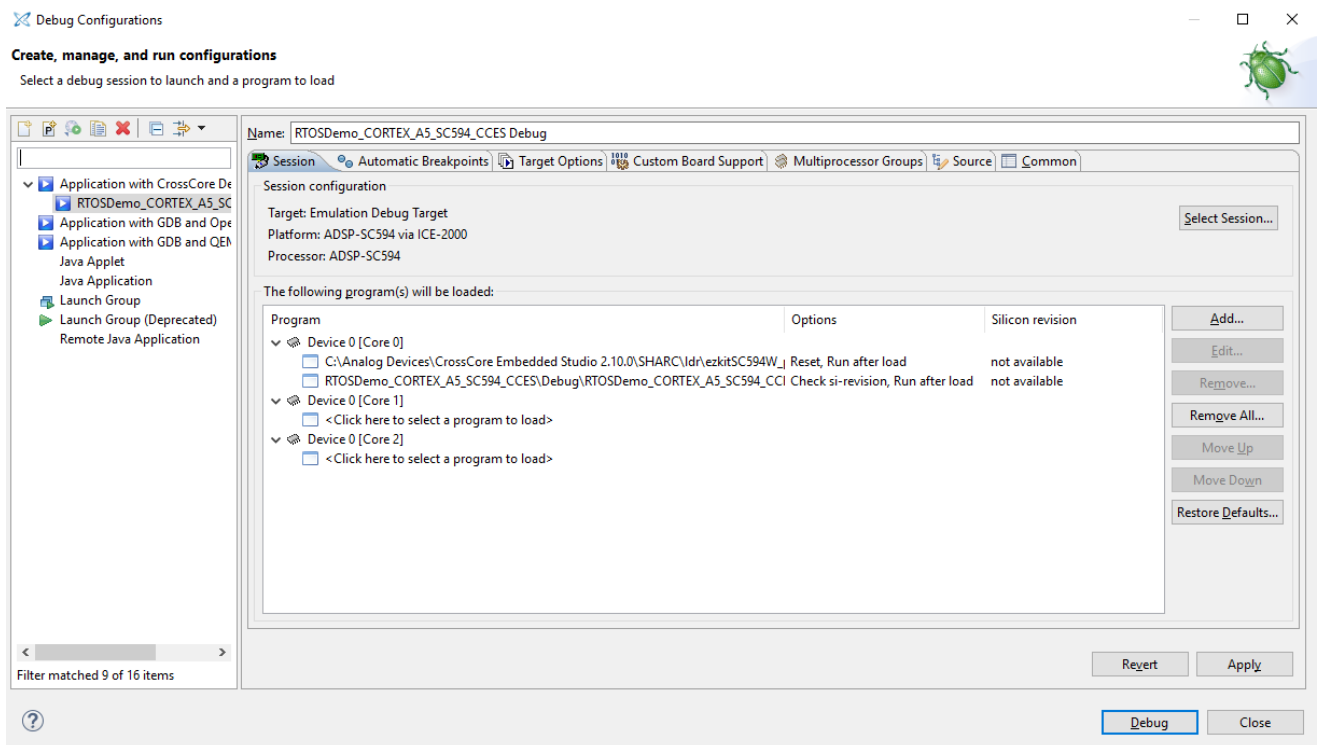 Debug Configurations
Create, manage, and run configurations
Select a debug session to launch and a program to load
Name: RTOSDemo_CORTEX_A5_SC594_CCES Debug
Session Automatic Breakpoints Target Options Custom Board Support Multiprocessor Groups Source Common
Application with CrossCore De
RTOSDemo_CORTEX_A5_SC
Application with GDB and Ope
Application with GDB and QEM
Java Applet
Java Application
Launch Group
Launch Group (Deprecated)
Remote Java Application
Filter matched 9 of 16 items
Session configuration
Target: Emulation Debug Target
Platform: ADSP-SC594 via ICE-2000
Processor: ADSP-SC594
Select Session...
The following program(s) will be loaded:
Program Options Silicon revision
Device 0 [Core 0]
C:\Analog Devices\CrossCore Embedded Studio 2.10.0\SHARC\ldr\ezkitSC594W_ Reset, Run after load not available
RTOSDemo_CORTEX_A5_SC594_CCES\Debug\RTOSDemo_CORTEX_A5_SC594_CCI Check si-revision, Run after load not available
Device 0 [Core 1]
<Click here to select a program to load>
Device 0 [Core 2]
<Click here to select a program to load>
Add...
Edit...
Remove...
Remove All...
Move Up
Move Down
Restore Defaults...
Revert Apply
Debug Close